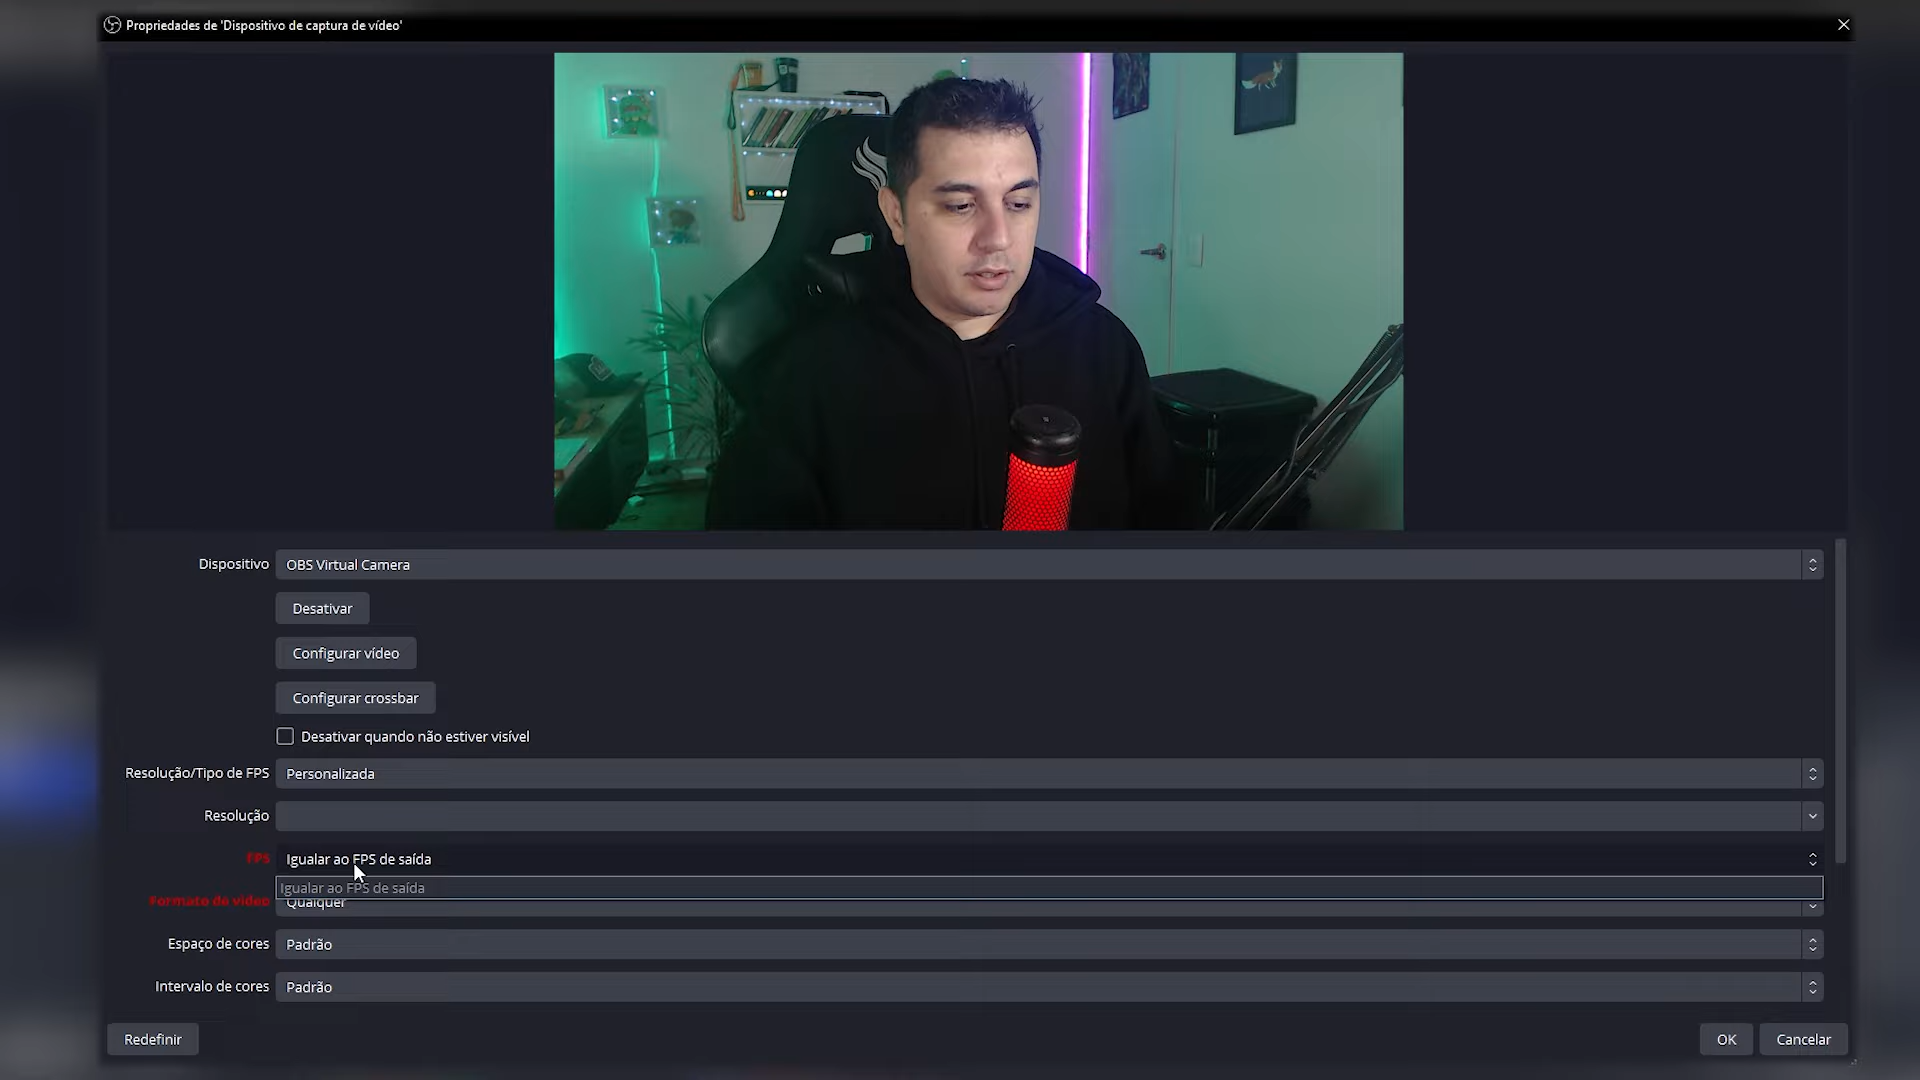 Propriedades de 'Dispositivo de captura de vídeo'
Dispositivo OBS Virtual Camera
Desativar
Configurar vídeo
Configurar crossbar
Desativar quando não estiver visível
Resolução/Tipo de FPS Personalizada
Resolução
FPS Igualar ao FPS de saída
Igualar ao FPS de saída
Formato de vídeo Qualquer
Espaço de cores Padrão
Intervalo de cores Padrão
Redefinir OK Cancelar